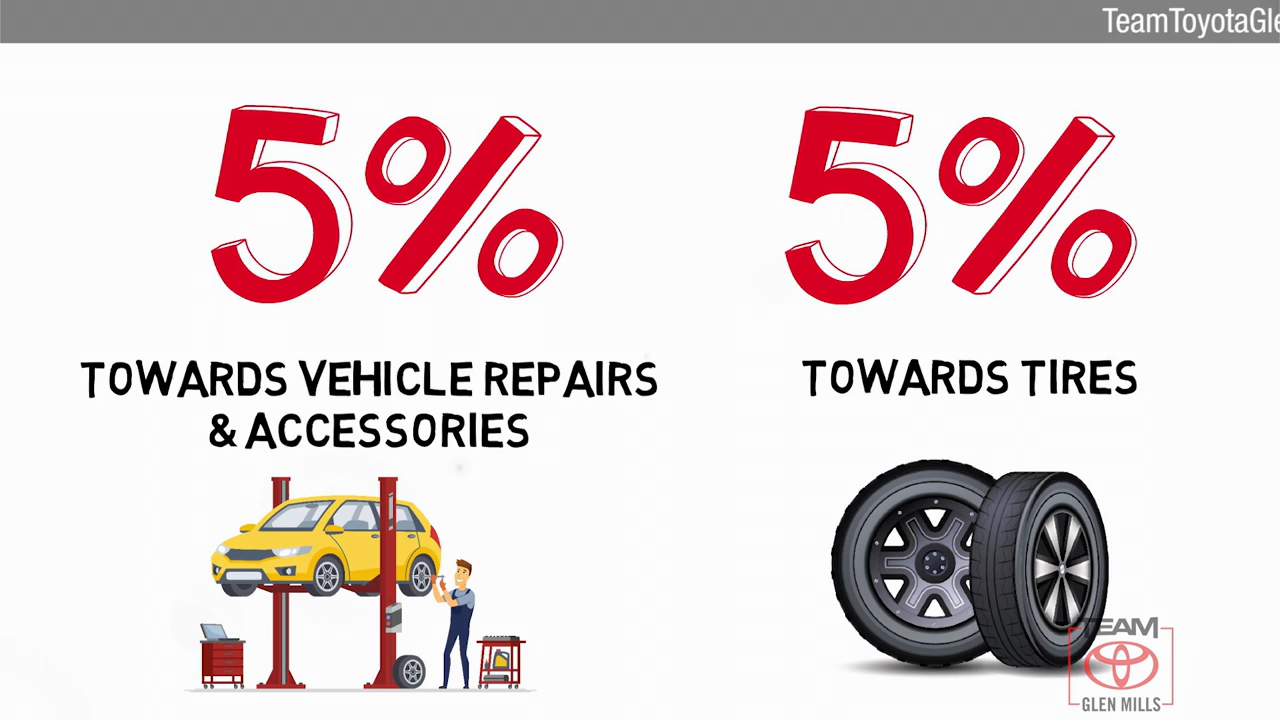 TeamToyotaGle
5% 5%
TOWARDS VEHICLE REPAIRS
& ACCESSORIES
TOWARDS TIRES
TEAM
GLEN MILLS